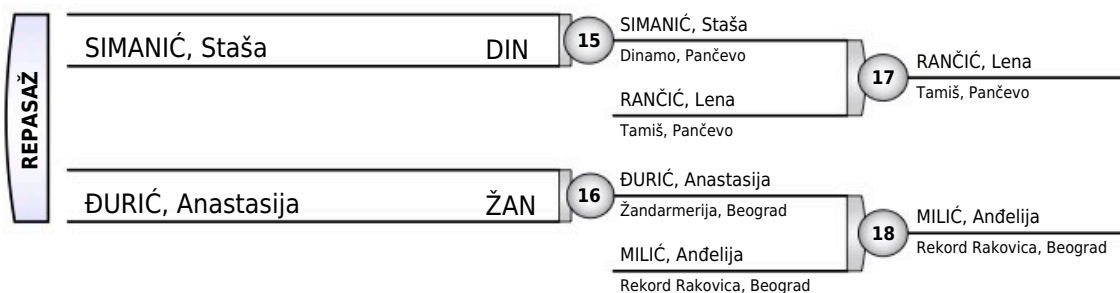 REPASAŽ
SIMANIĆ, Staša DIN
15
SIMANIĆ, Staša
Dinamo, Pančevo
RANČIĆ, Lena
Tamiš, Pančevo
17
RANČIĆ, Lena
Tamiš, Pančevo
ĐURIĆ, Anastasija ŽAN
16
ĐURIĆ, Anastasija
Žandarmerija, Beograd
MILIĆ, Anđelija
Rekord Rakovica, Beograd
18
MILIĆ, Anđelija
Rekord Rakovica, Beograd